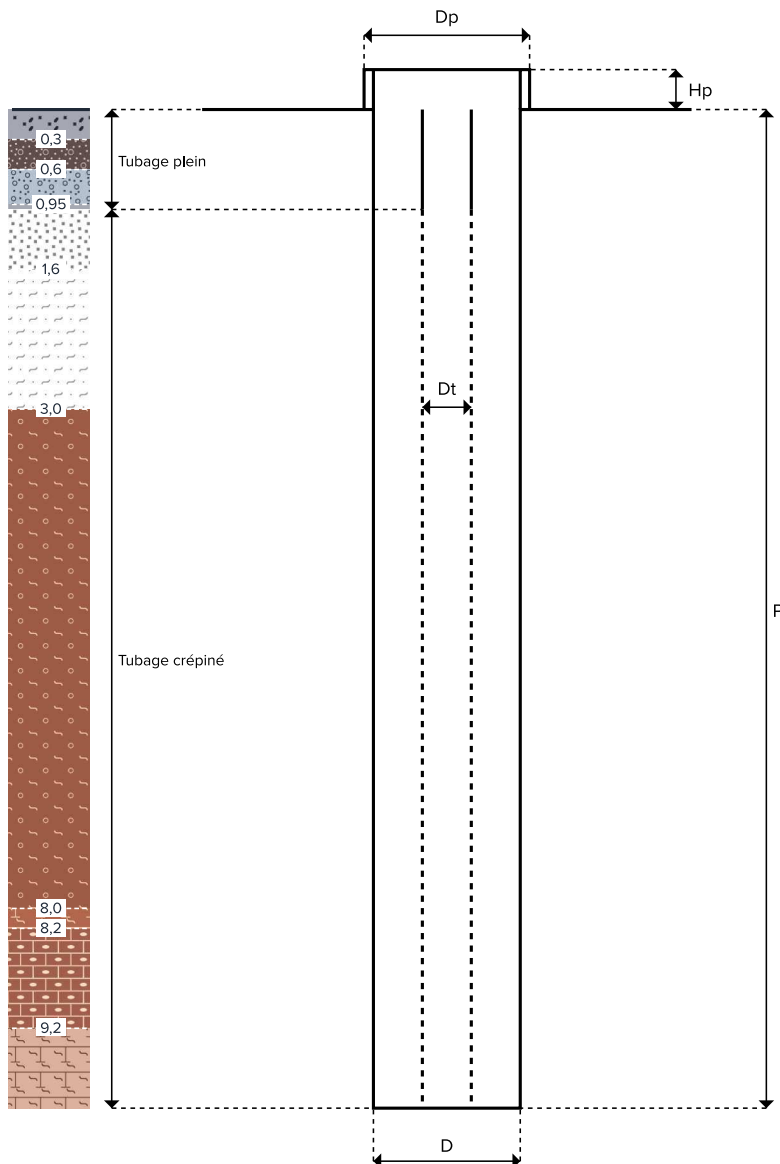 Dp
Hp
0,3
Tubage plein
0,6
0,95
1,6
Dt
3,0
P
Tubage crépiné
8,0
8,2
9,2
D